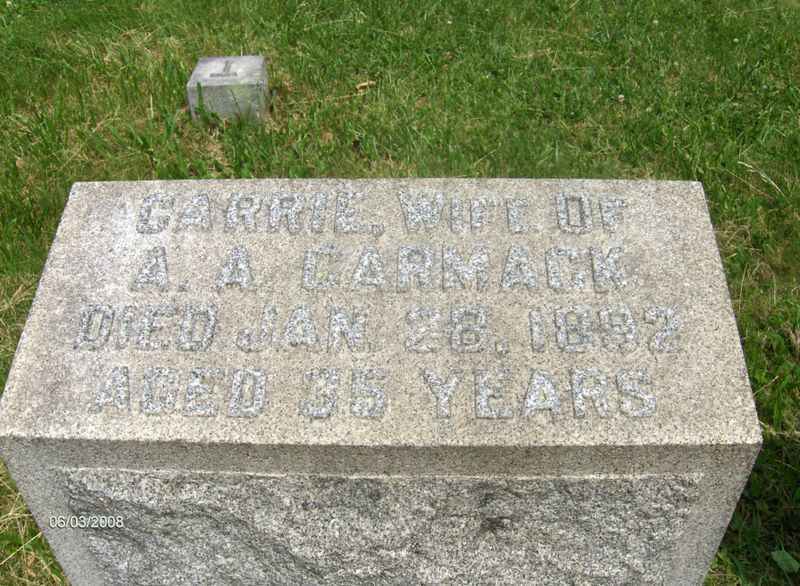 I
CARRIE, WIFE OF
A. A. CARMACK
DIED JAN. 28, 1892
AGED 35 YEARS
06/03/2008